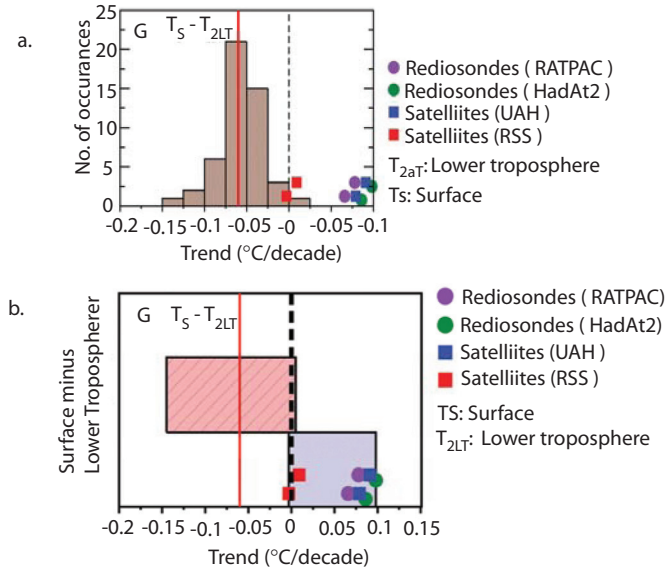 a.
G T_S - T_2LT
No. of occurances
25
20
15
10
5
0
-0.2 -0.15 -0.1 -0.05 -0 -0.05 -0.1
Trend (°C/decade)
Rediosondes ( RATPAC )
Rediosondes ( HadAt2)
Satelliites (UAH )
Satelliites (RSS )
T_2aT: Lower troposphere
Ts: Surface
b.
G T_S - T_2LT
Surface minus
Lower Tropospherer
-0.2 -0.15 -0.1 -0.05 0 0.05 0.1 0.15
Trend (°C/decade)
Rediosondes ( RATPAC)
Rediosondes ( HadAt2)
Satelliites (UAH )
Satelliites (RSS )
TS: Surface
T_2LT: Lower troposphere